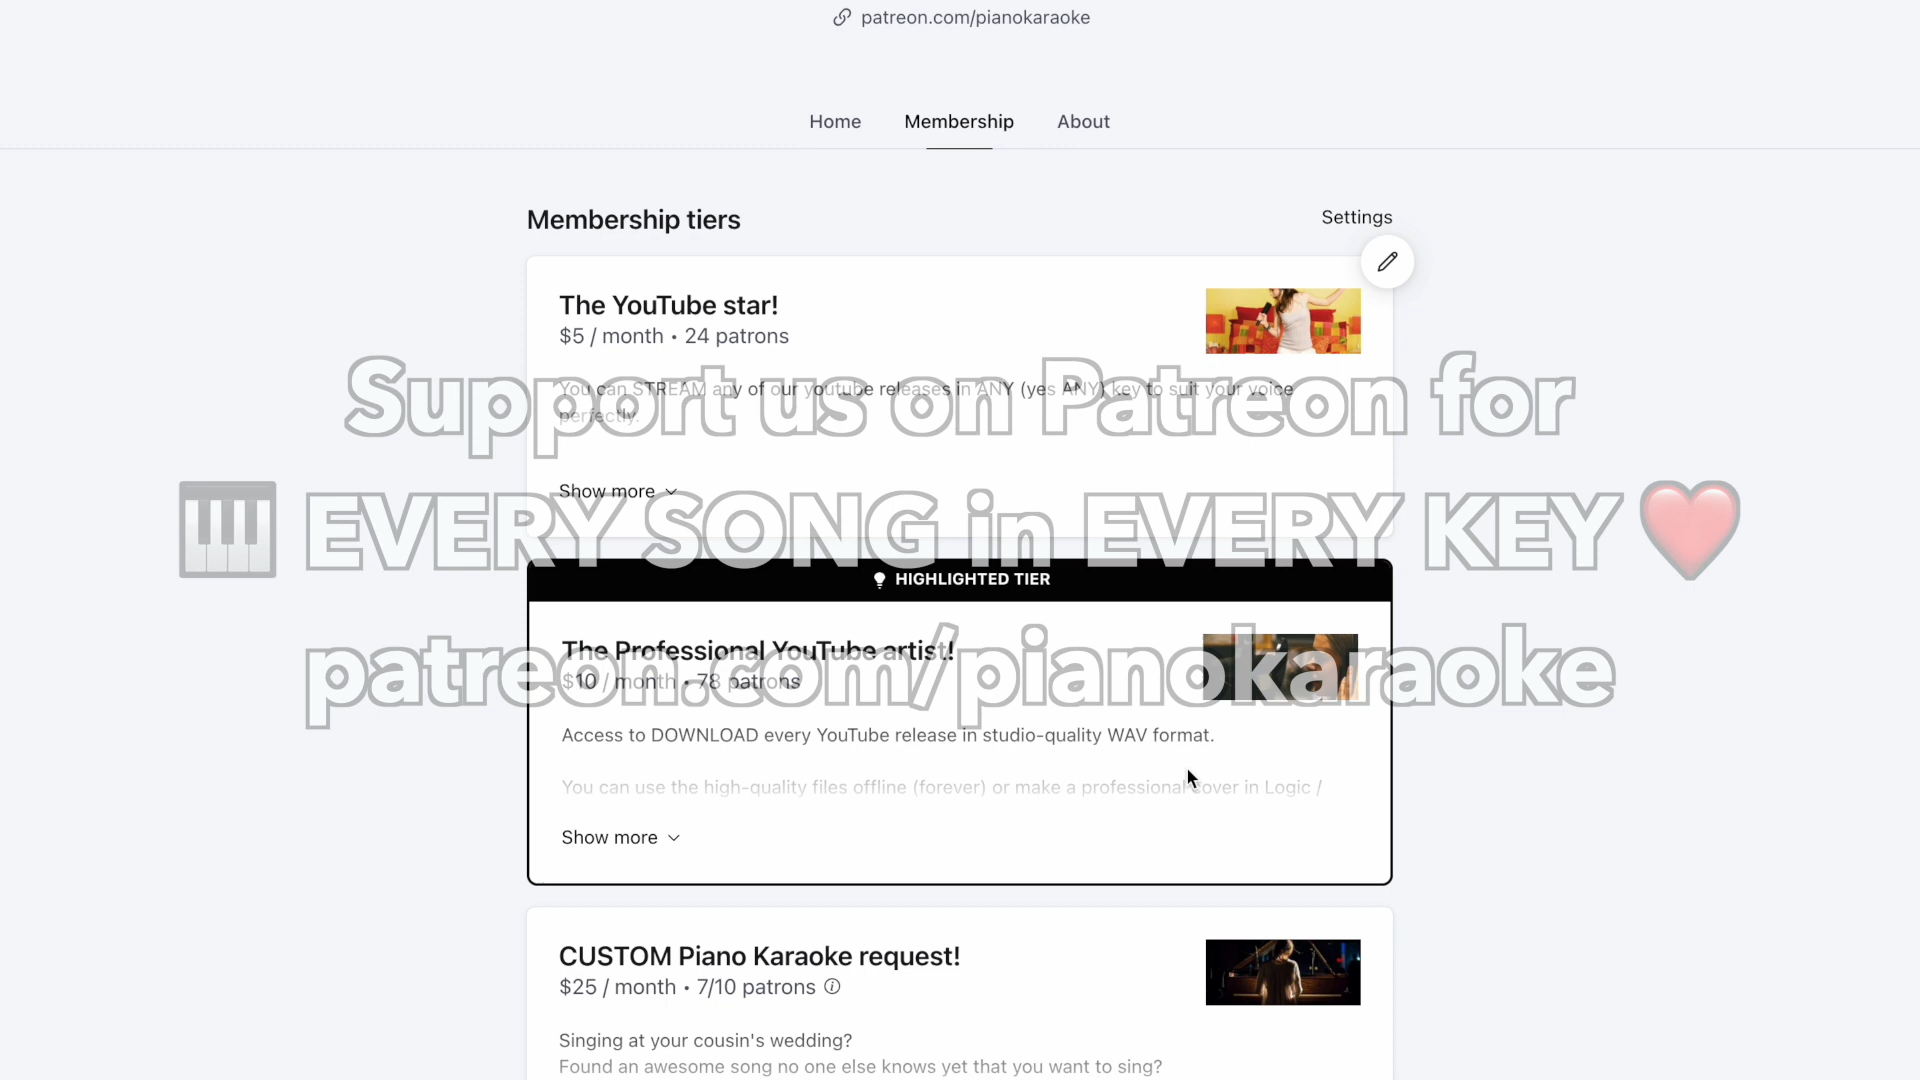 patreon.com/pianokaraoke
Home Membership About
Membership tiers
Settings
The YouTube star!
$5 / month • 24 patrons
You can STREAM any of our youtube releases in ANY (yes ANY) key to suit your voice
perfectly.
Show more
Support us on Patreon for
EVERY SONG in EVERY KEY
patreon.com/pianokaraoke
HIGHLIGHTED TIER
The Professional YouTube artist!
$10 / month • 78 patrons
Access to DOWNLOAD every YouTube release in studio-quality WAV format.
You can use the high-quality files offline (forever) or make a professional cover in Logic /
Show more
CUSTOM Piano Karaoke request!
$25 / month • 7/10 patrons
Singing at your cousin's wedding?
Found an awesome song no one else knows yet that you want to sing?